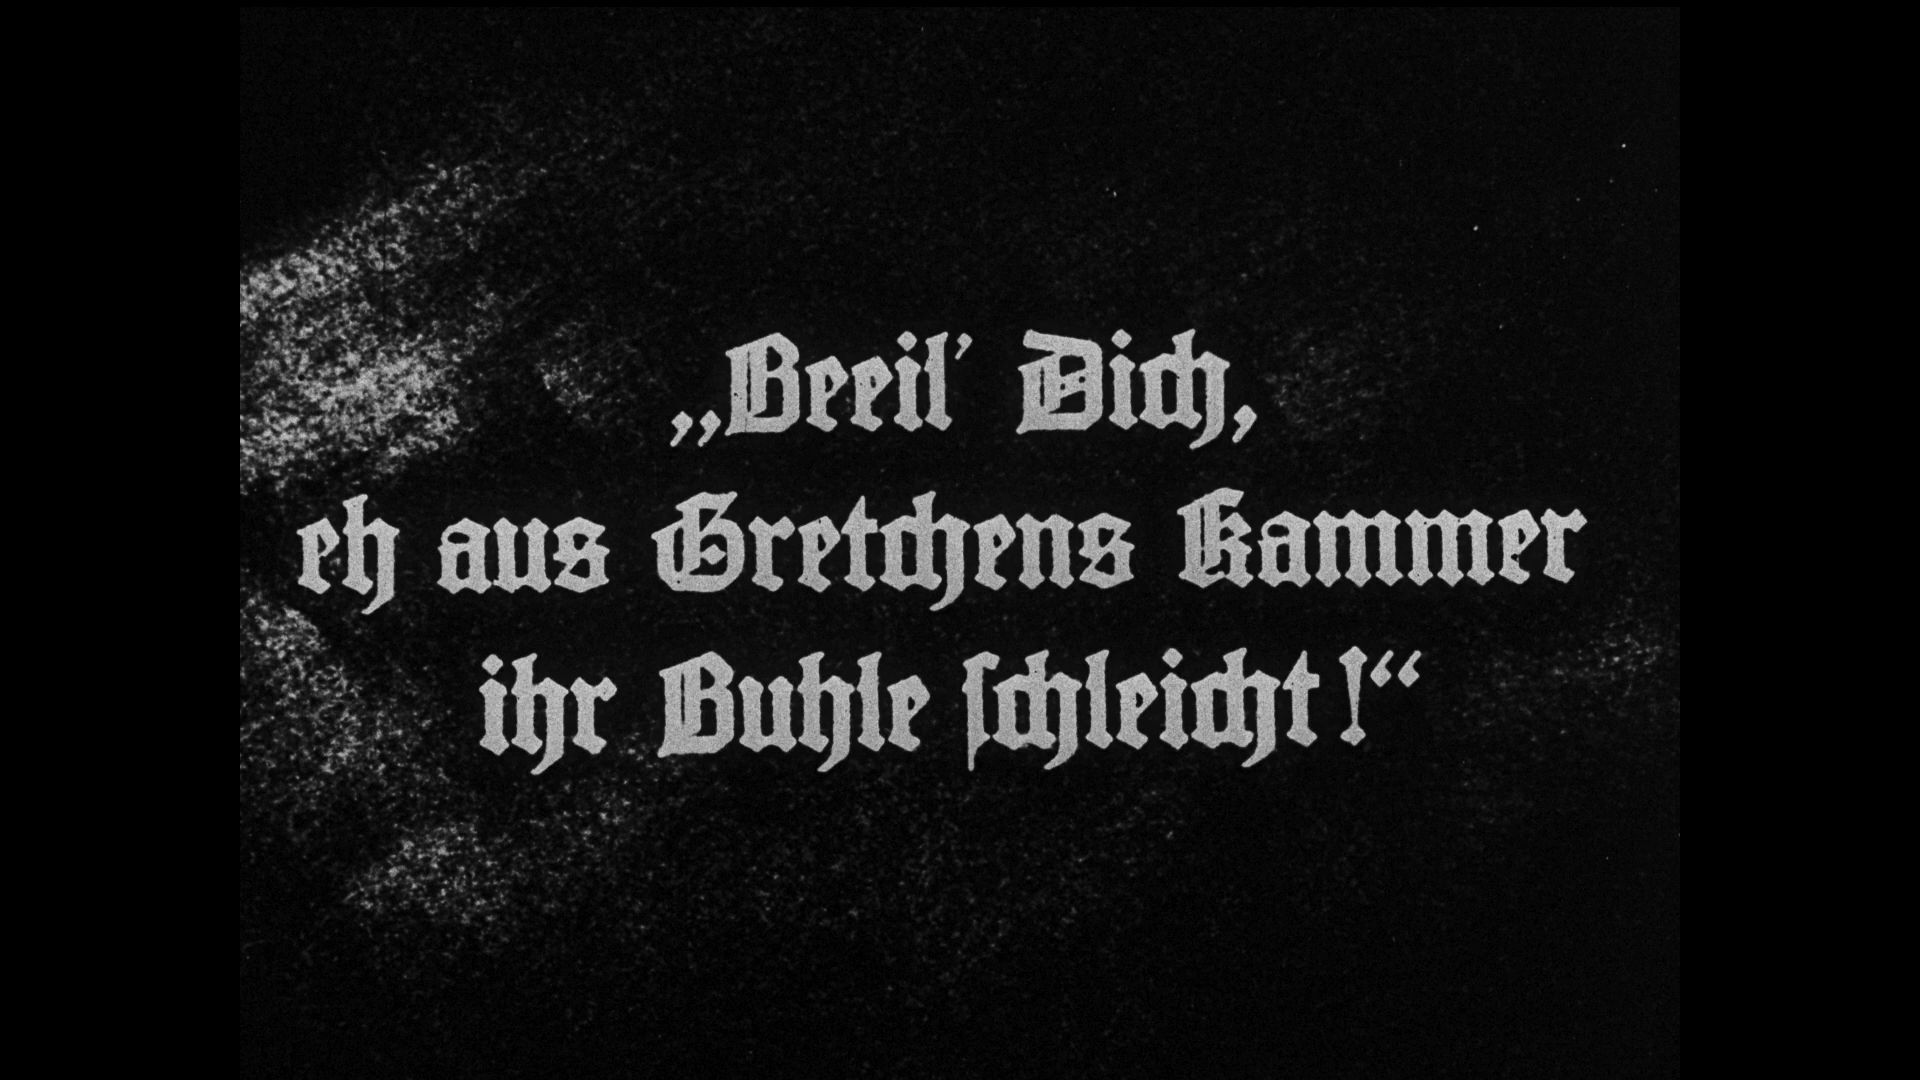 „Beeil’ Dich,
eh aus Gretchens Kammer
ihr Buhle ſchleicht!“